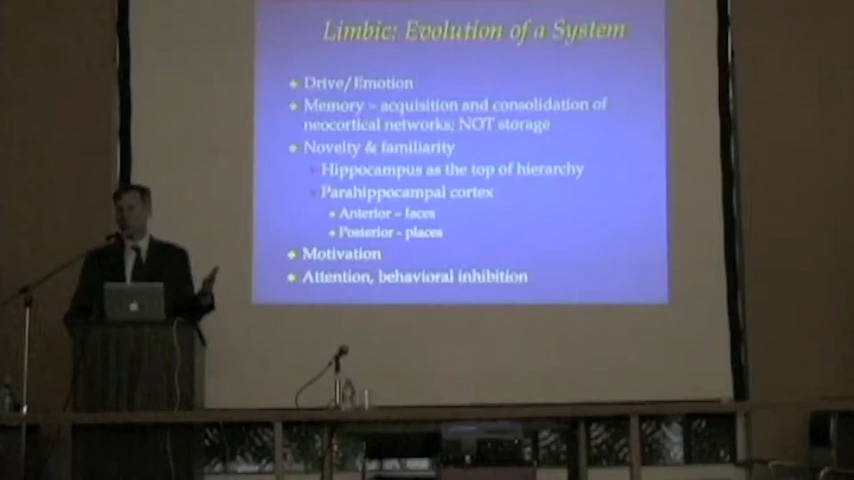 Limbic: Evolution of a System
Drive/Emotion
Memory – acquisition and consolidation of
neocortical networks; NOT storage
Novelty & familiarity
Hippocampus as the top of hierarchy
Parahippocampal cortex
Anterior – faces
Posterior - places
Motivation
Attention, behavioral inhibition